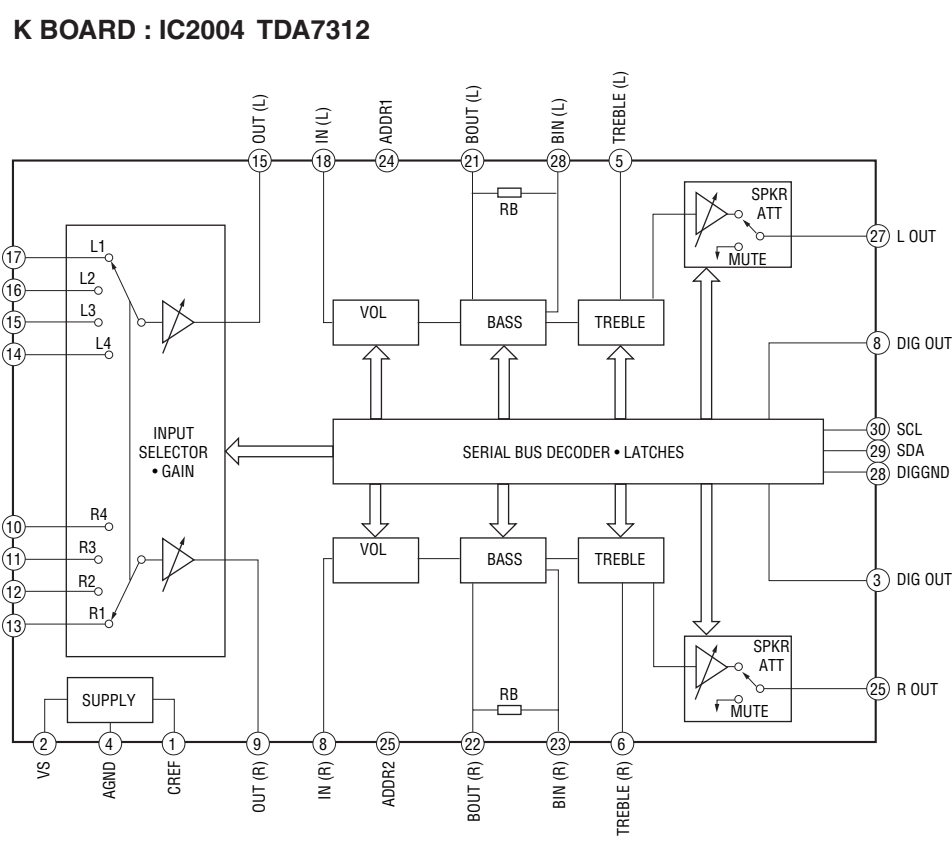 K BOARD : IC2004 TDA7312
OUT (L)
IN (L)
ADDR1
BOUT (L)
BIN (L)
TREBLE (L)
15
18
24
21
28
5
RB
SPKR
ATT
MUTE
27 L OUT
17 L1
16 L2
15 L3
14 L4
VOL
BASS
TREBLE
8 DIG OUT
INPUT
SELECTOR
• GAIN
SERIAL BUS DECODER • LATCHES
30 SCL
29 SDA
28 DIGGND
10 R4
11 R3
12 R2
13 R1
VOL
BASS
TREBLE
3 DIG OUT
SPKR
ATT
MUTE
25 R OUT
SUPPLY
RB
2
4
1
9
8
25
22
23
6
VS
AGND
CREF
OUT (R)
IN (R)
ADDR2
BOUT (R)
BIN (R)
TREBLE (R)